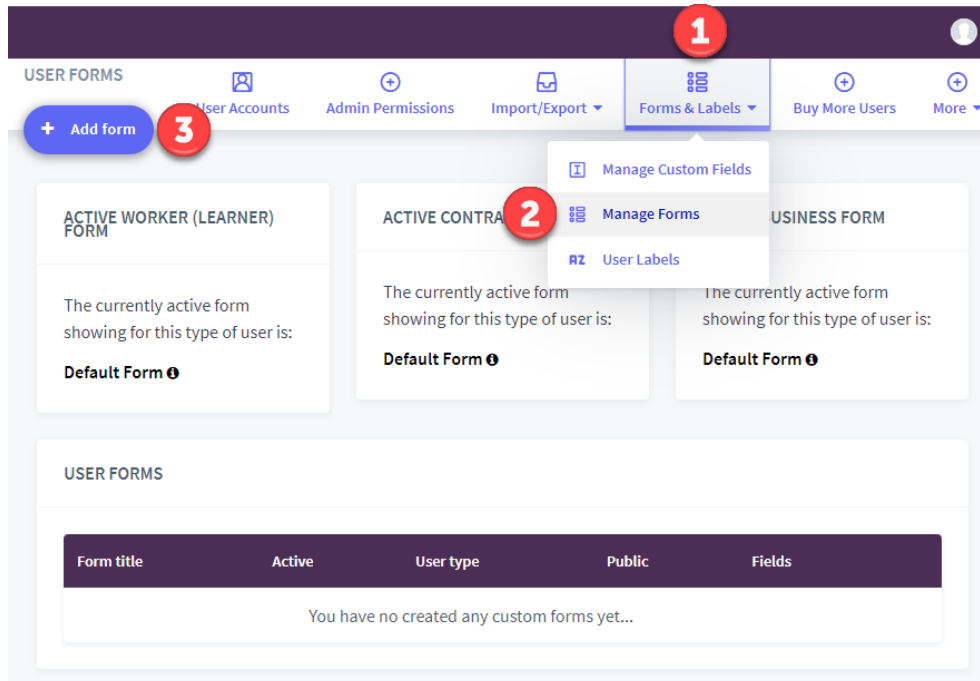 1
USER FORMS
User Accounts
Admin Permissions
Import/Export
Forms & Labels
Buy More Users
More
+ Add form
3
Manage Custom Fields
2
Manage Forms
AZ User Labels
ACTIVE WORKER (LEARNER)
FORM
The currently active form
showing for this type of user is:
Default Form
ACTIVE CONTRA
The currently active form
showing for this type of user is:
Default Form
USINESS FORM
The currently active form
showing for this type of user is:
Default Form
USER FORMS
Form title Active User type Public Fields
You have no created any custom forms yet...